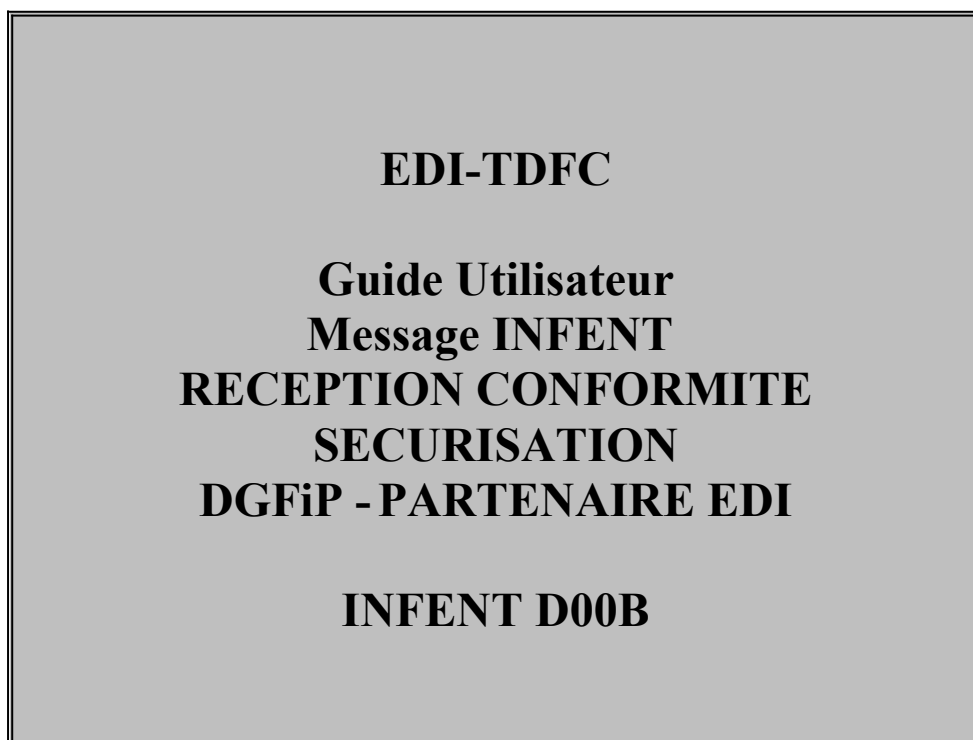 EDI-TDFC
Guide Utilisateur
Message INFENT
RECEPTION CONFORMITE
SECURISATION
DGFiP - PARTENAIRE EDI
INFENT D00B